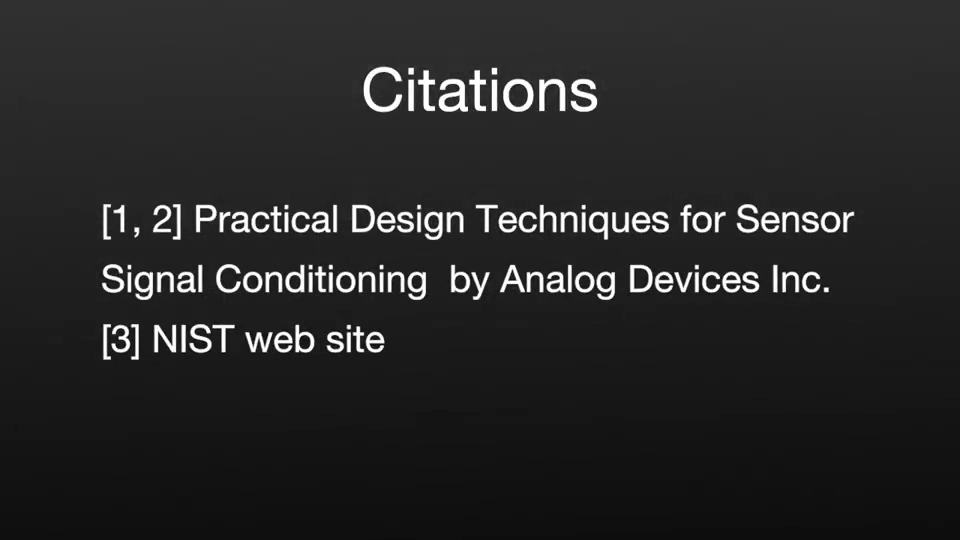 Citations
[1, 2] Practical Design Techniques for Sensor
Signal Conditioning  by Analog Devices Inc.
[3] NIST web site